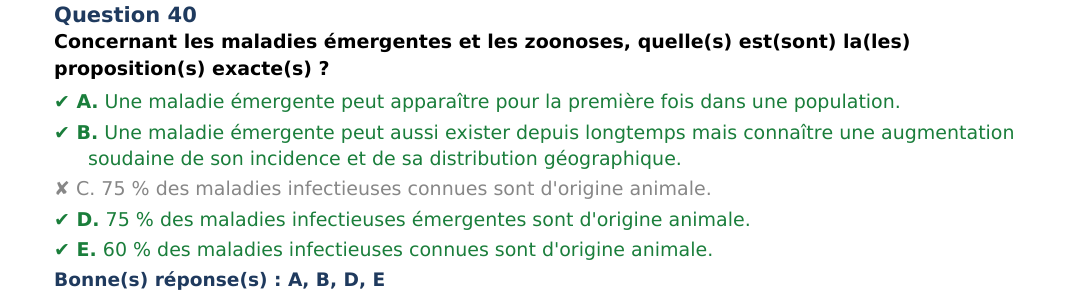 Question 40
Concernant les maladies émergentes et les zoonoses, quelle(s) est(sont) la(les)
proposition(s) exacte(s) ?
✔ A. Une maladie émergente peut apparaître pour la première fois dans une population.
✔ B. Une maladie émergente peut aussi exister depuis longtemps mais connaître une augmentation
soudaine de son incidence et de sa distribution géographique.
✘ C. 75 % des maladies infectieuses connues sont d'origine animale.
✔ D. 75 % des maladies infectieuses émergentes sont d'origine animale.
✔ E. 60 % des maladies infectieuses connues sont d'origine animale.
Bonne(s) réponse(s) : A, B, D, E